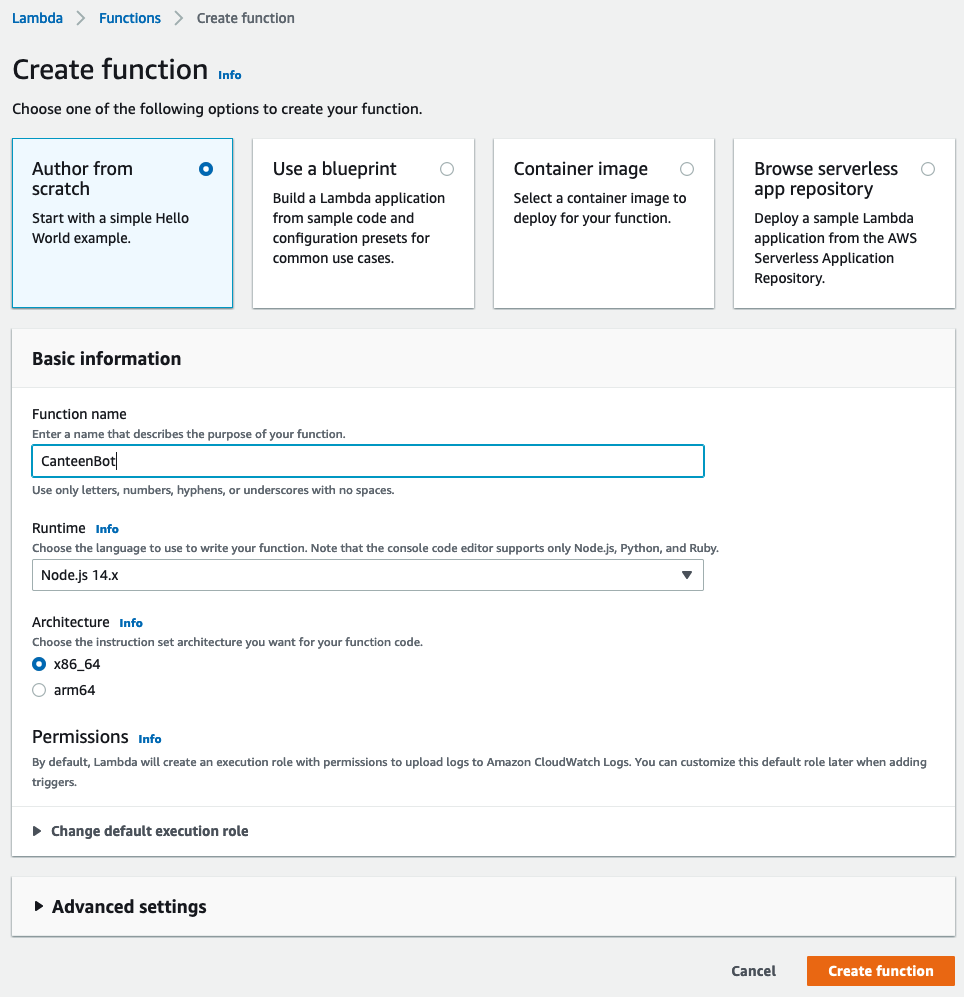 Lambda > Functions > Create function
Create function Info
Choose one of the following options to create your function.
Author from
scratch
Start with a simple Hello
World example.
Use a blueprint
Build a Lambda application
from sample code and
configuration presets for
common use cases.
Container image
Select a container image to
deploy for your function.
Browse serverless
app repository
Deploy a sample Lambda
application from the AWS
Serverless Application
Repository.
Basic information
Function name
Enter a name that describes the purpose of your function.
CanteenBot
Use only letters, numbers, hyphens, or underscores with no spaces.
Runtime Info
Choose the language to use to write your function. Note that the console code editor supports only Node.js, Python, and Ruby.
Node.js 14.x
Architecture Info
Choose the instruction set architecture you want for your function code.
x86_64
arm64
Permissions Info
By default, Lambda will create an execution role with permissions to upload logs to Amazon CloudWatch Logs. You can customize this default role later when adding
triggers.
Change default execution role
Advanced settings
Cancel Create function